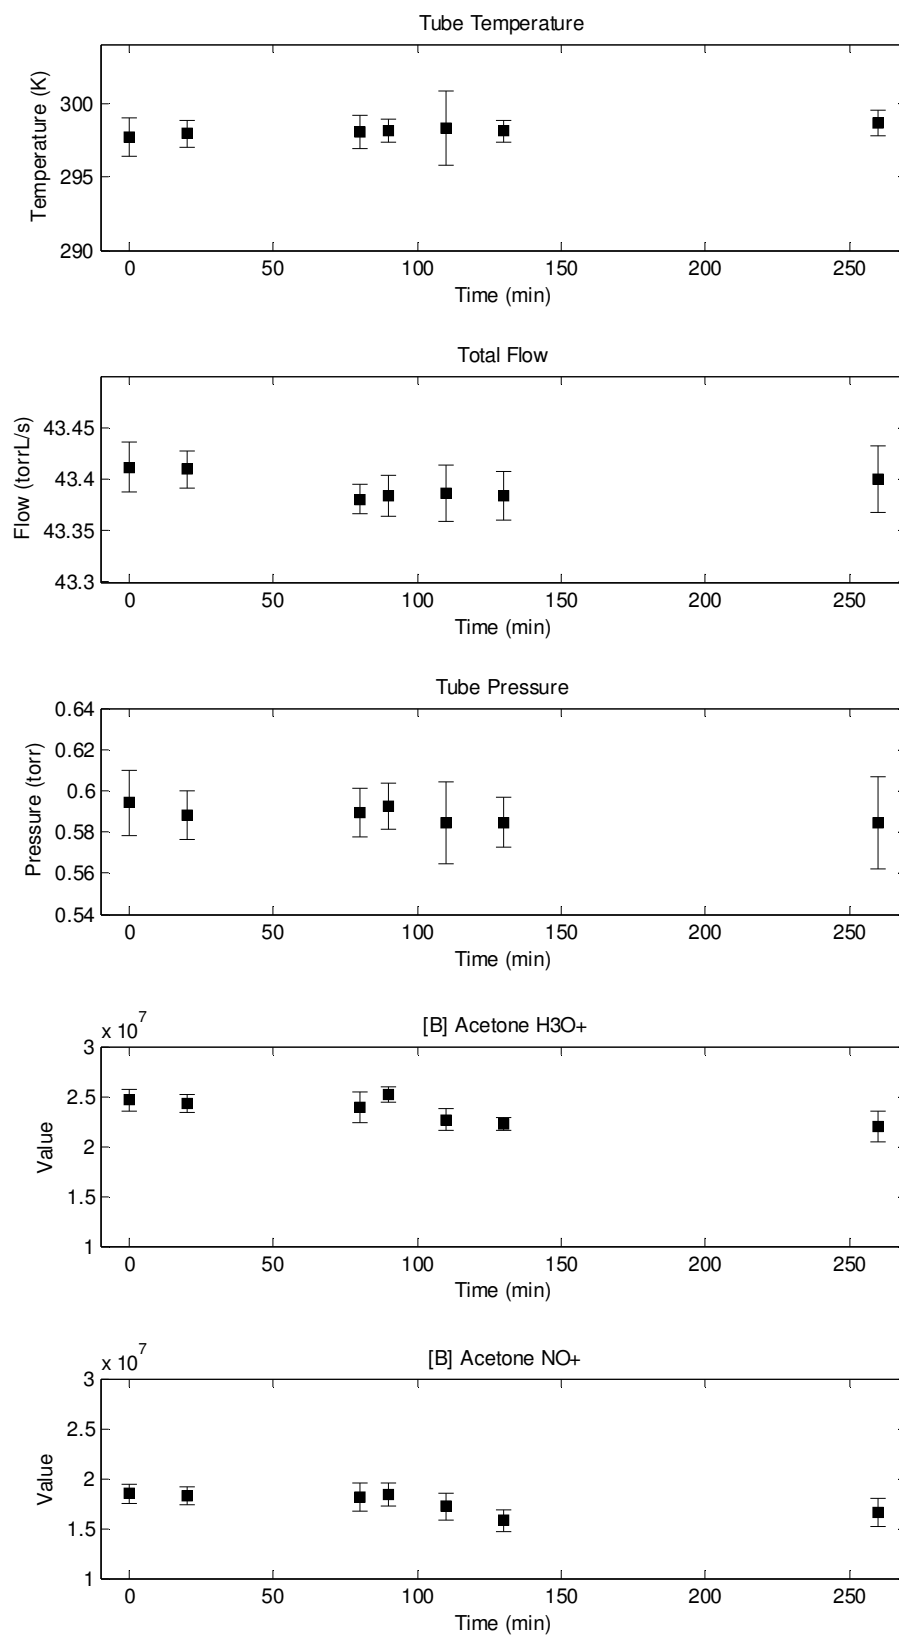 Tube Temperature
300
295
290
Temperature (K)
0 50 100 150 200 250
Time (min)
Total Flow
43.45
43.4
43.35
43.3
Flow (torrL/s)
0 50 100 150 200 250
Time (min)
Tube Pressure
0.64
0.62
0.6
0.58
0.56
0.54
Pressure (torr)
0 50 100 150 200 250
Time (min)
[B] Acetone H3O+
x 10^7
3
2.5
2
1.5
1
Value
0 50 100 150 200 250
Time (min)
[B] Acetone NO+
x 10^7
3
2.5
2
1.5
1
Value
0 50 100 150 200 250
Time (min)